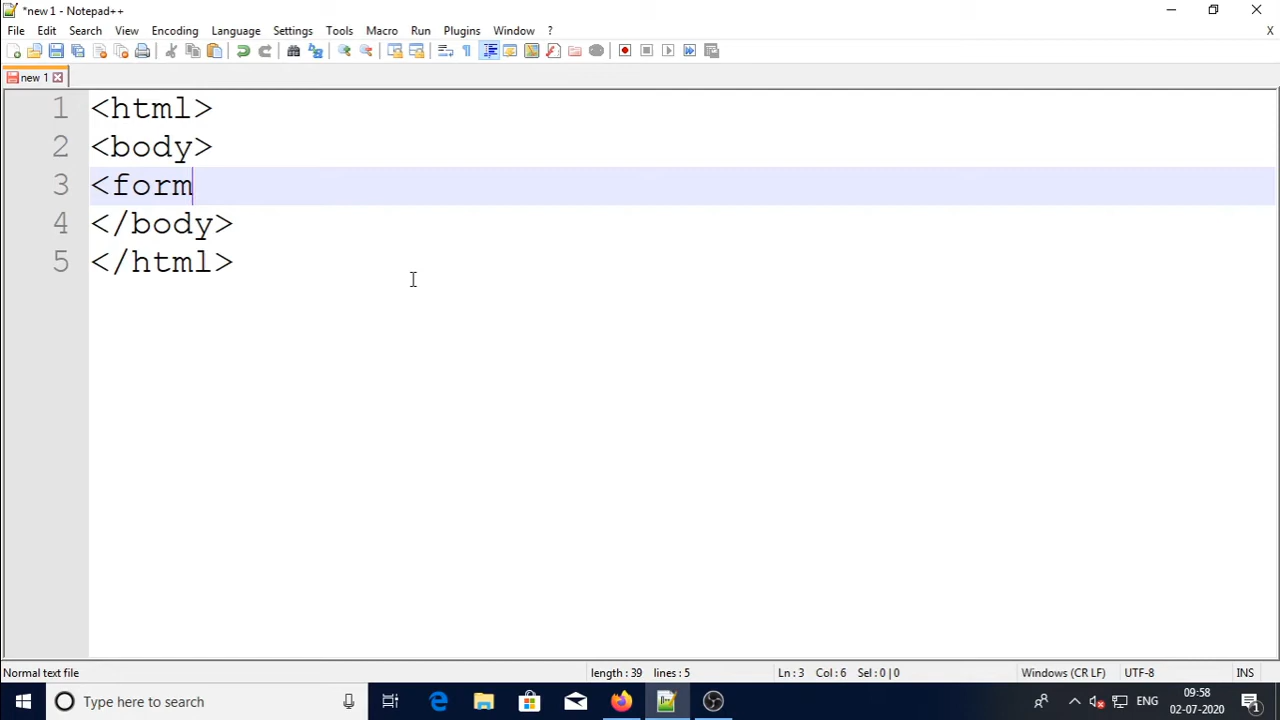 *new 1 - Notepad++
File Edit Search View Encoding Language Settings Tools Macro Run Plugins Window ? X
new 1
1 <html>
2 <body>
3 <form
4 </body>
5 </html>
Normal text file length : 39 lines : 5 Ln : 3 Col : 6 Sel : 0 | 0 Windows (CR LF) UTF-8 INS
Type here to search ENG 09:58
02-07-2020 1